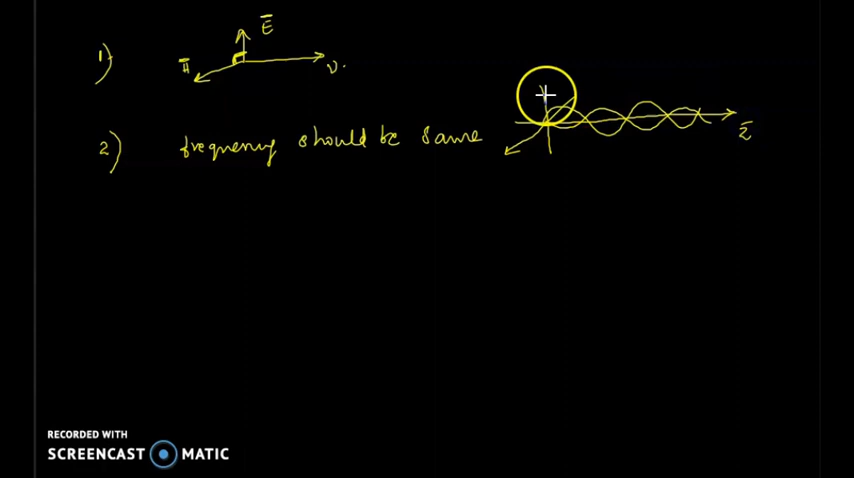 1)
Ē
H̄
v.
2) frequency should be same
z̄
RECORDED WITH
SCREENCAST MATIC